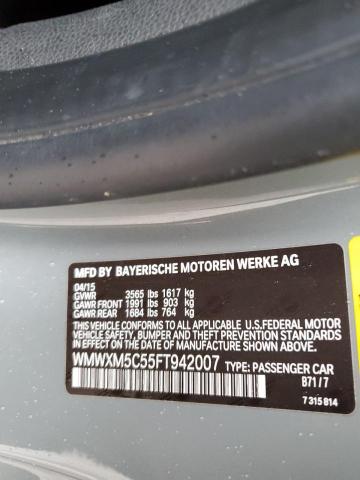 MFD BY BAYERISCHE MOTOREN WERKE AG
04/15
GVWR 3565 lbs 1617 kg
GAWR FRONT 1991 lbs 903 kg
GAWR REAR 1684 lbs 764 kg
THIS VEHICLE CONFORMS TO ALL APPLICABLE U.S.FEDERAL MOTOR
VEHICLE SAFETY, BUMPER AND THEFT PREVENTION STANDARDS IN
EFFECT ON THE DATE OF MANUFACTURE SHOWN ABOVE.
WMWXM5C55FT942007 TYPE: PASSENGER CAR
B71/7
7 315 814